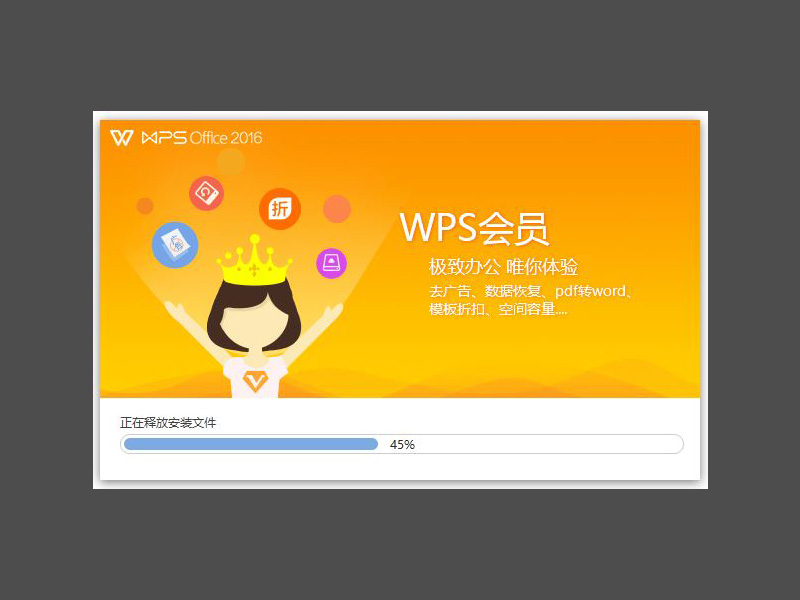 WPS Office 2016
折
WPS会员
极致办公 唯你体验
去广告、数据恢复、pdf转word、
模板折扣、空间容量....
正在释放安装文件
45%